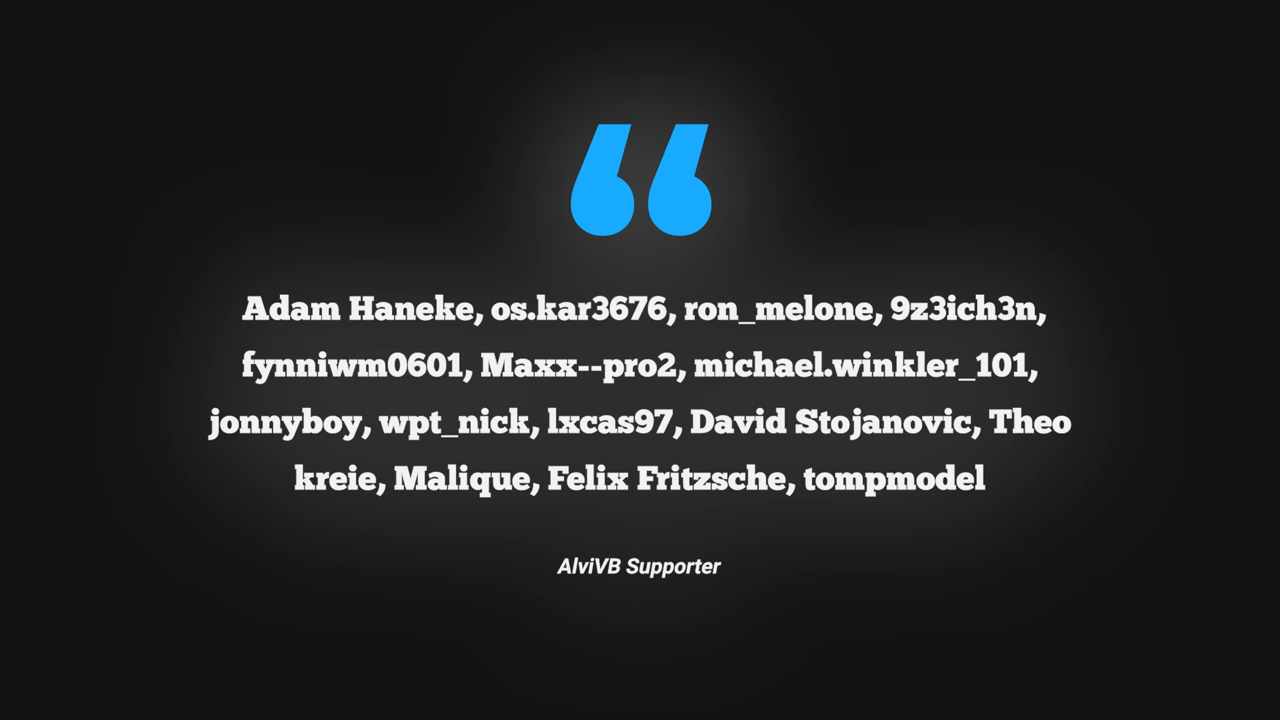 “
Adam Haneke, os.kar3676, ron_melone, 9z3ich3n,
fynniwm0601, Maxx--pro2, michael.winkler_101,
jonnyboy, wpt_nick, lxcas97, David Stojanovic, Theo
kreie, Malique, Felix Fritzsche, tompmodel
AlviVB Supporter